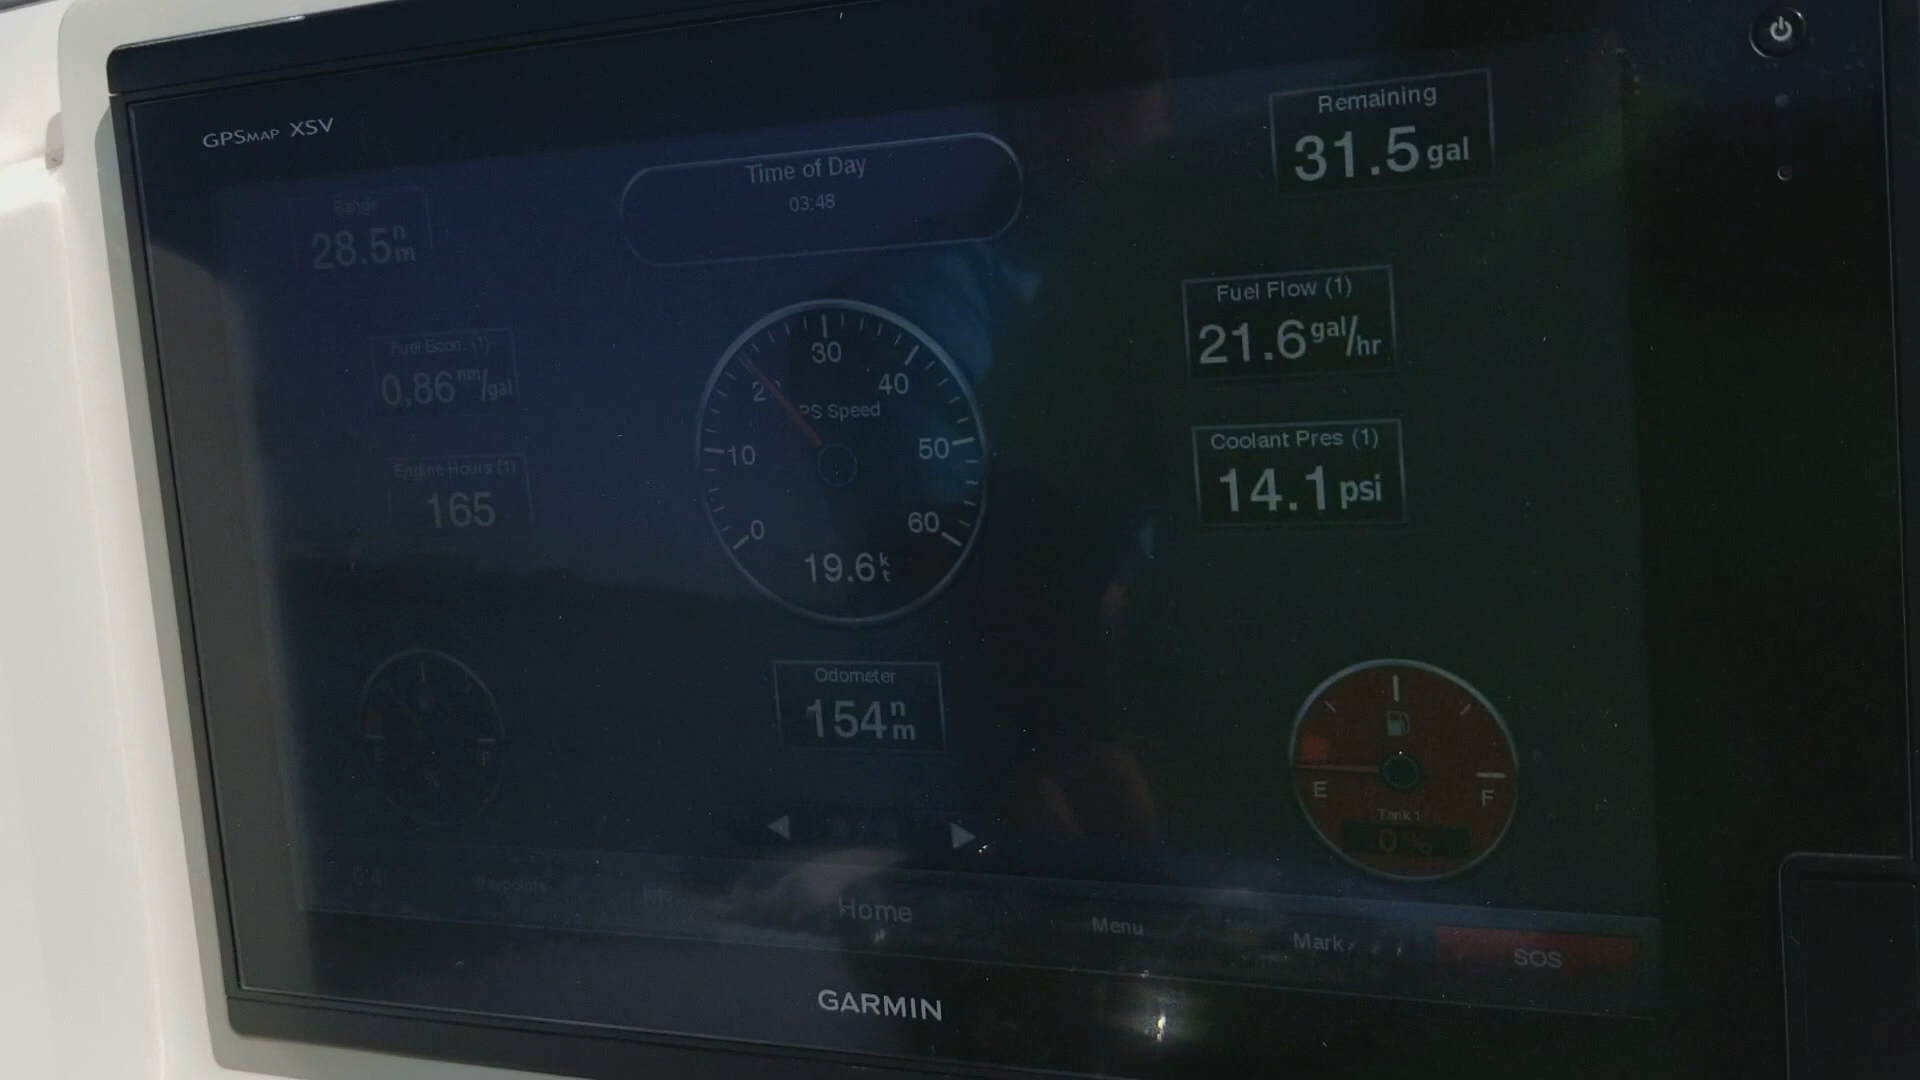 GPSMAP XSV
Remaining
31.5 gal
Time of Day
03:48
Range
28.5 nm
Fuel Flow (1)
21.6 gal/hr
Fuel Econ. (1)
0.86 nm/gal
30
40
50
60
10
0
GPS Speed
19.6 kt
Coolant Pres (1)
14.1 psi
Engine Hours (1)
165
Odometer
154 nm
E F
E F
Tank 1
0 %
Waypoints
Info
Home
Menu
Mark
SOS
GARMIN